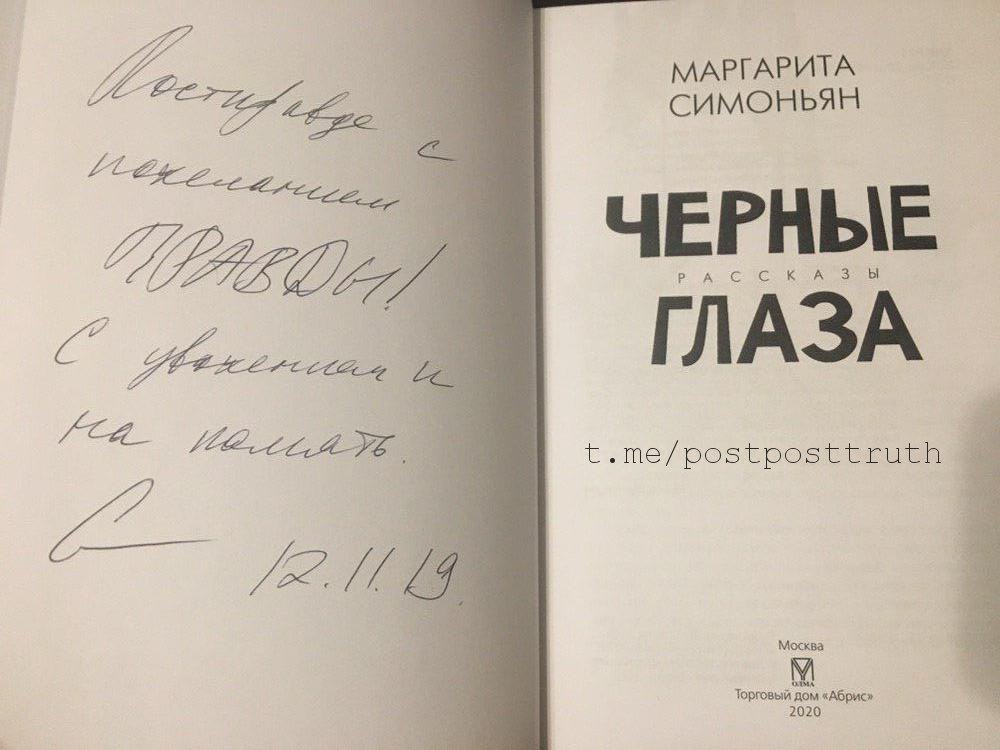 Постправде с
пожеланием
ПРАВДЫ!
С уважением и
на память.
12.11.19.
МАРГАРИТА
СИМОНЬЯН
ЧЕРНЫЕ
РАССКАЗЫ
ГЛАЗА
t.me/postposttruth
Москва
ОЛМА
Торговый дом «Абрис»
2020